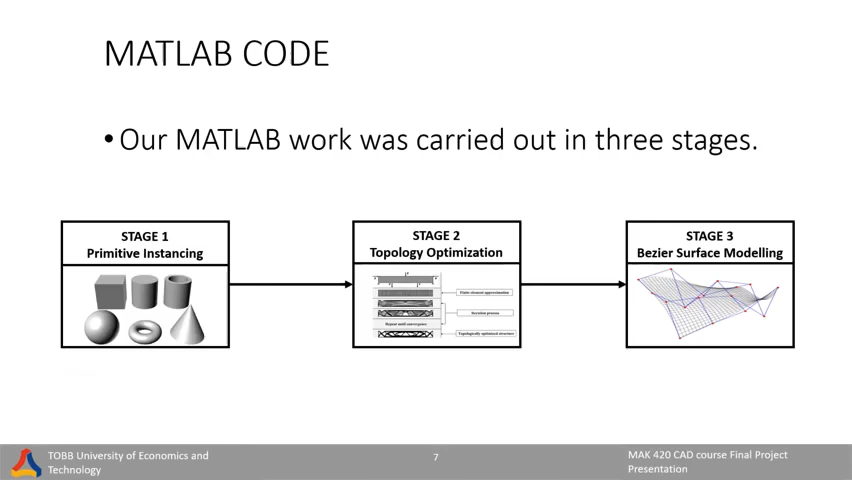 MATLAB CODE
•Our MATLAB work was carried out in three stages.
STAGE 1
Primitive Instancing
STAGE 2
Topology Optimization
Finite element approximation
Iteration process
Repeat until convergence
Topologically optimized structure
STAGE 3
Bezier Surface Modelling
TOBB University of Economics and
Technology
7
MAK 420 CAD course Final Project
Presentation